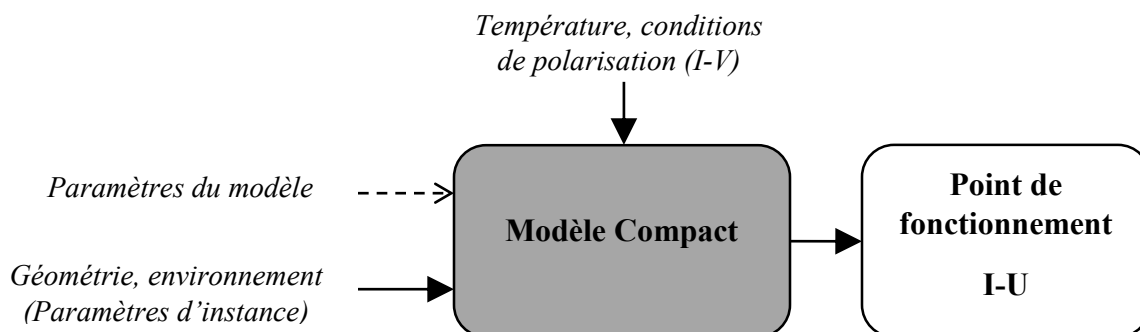 Température, conditions
de polarisation (I-V)
Paramètres du modèle
Géométrie, environnement
(Paramètres d’instance)
Modèle Compact
Point de
fonctionnement
I-U